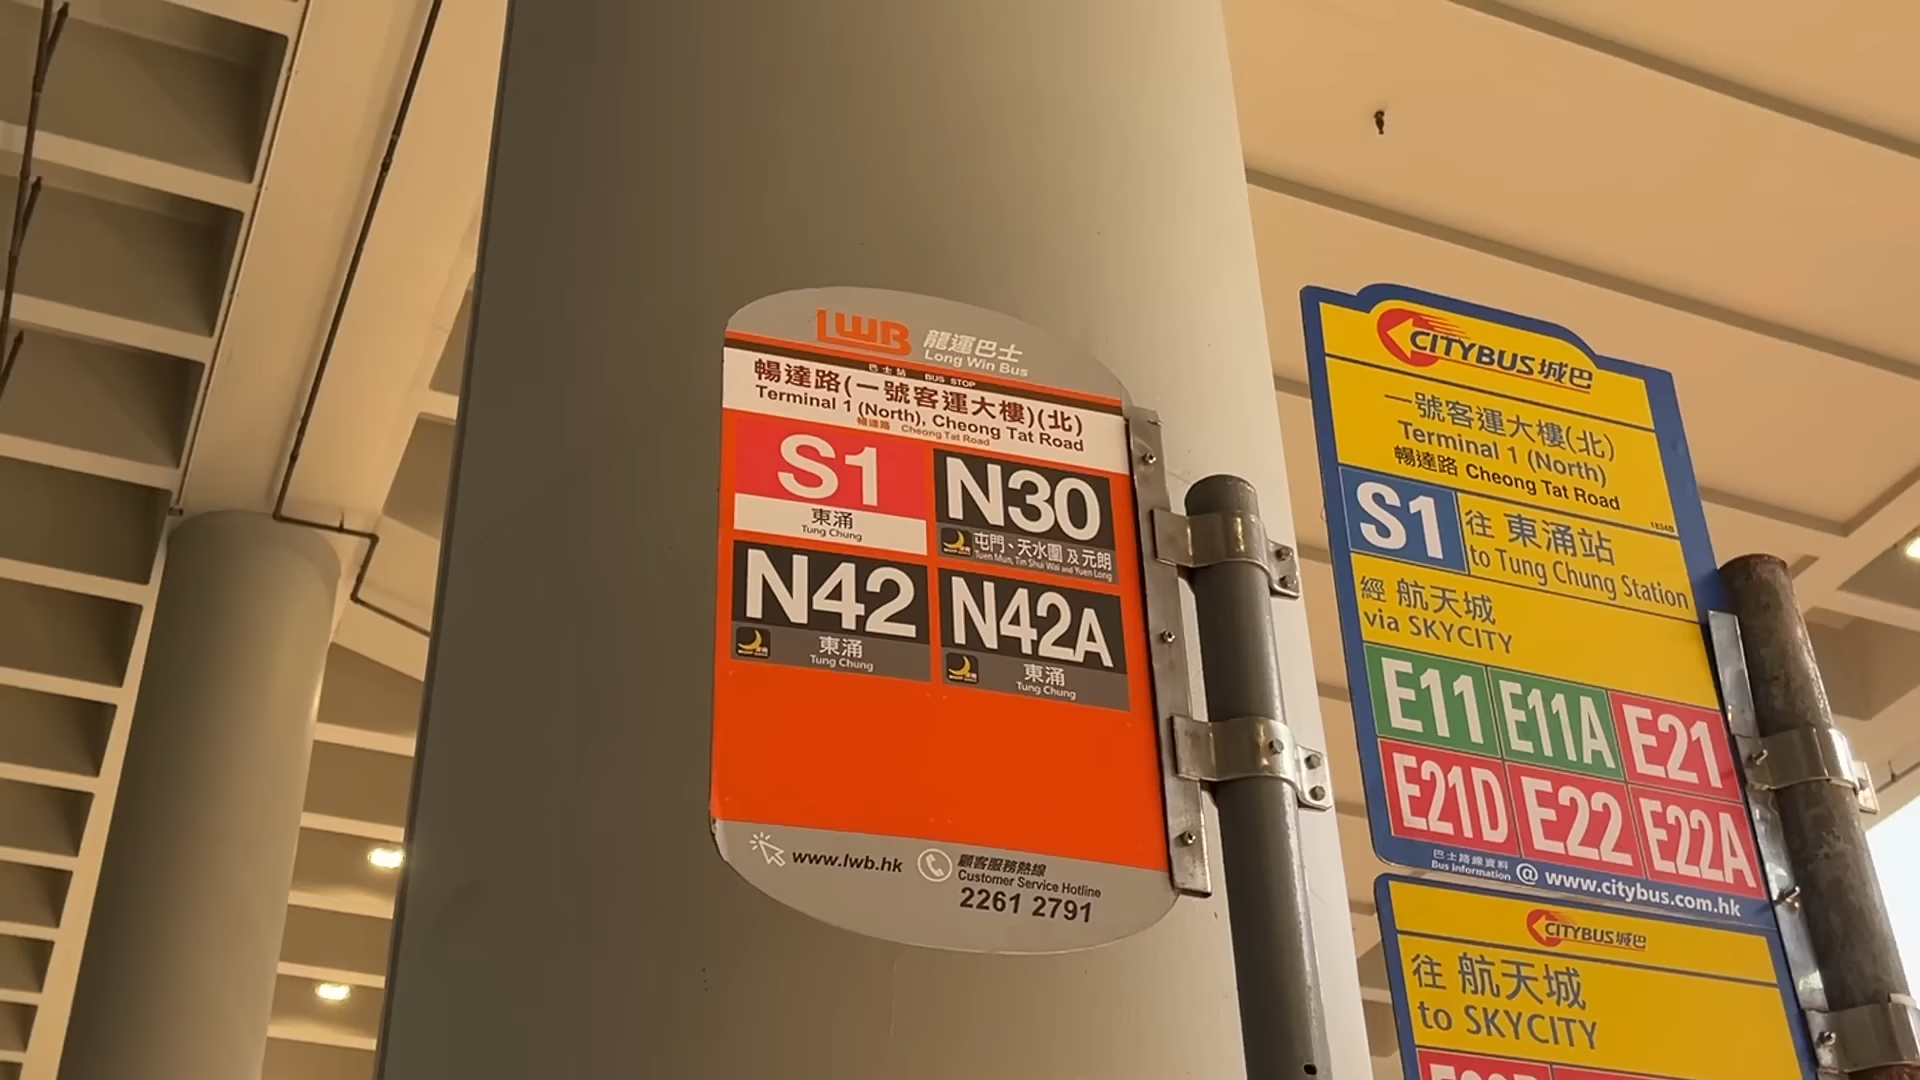 LWB 龍運巴士
Long Win Bus
巴士站 BUS STOP
暢達路(一號客運大樓)(北)
Terminal 1 (North), Cheong Tat Road
暢達路 Cheong Tat Road
S1
東涌
Tung Chung
N30
屯門、天水圍 及 元朗
Tuen Mun, Tin Shui Wai and Yuen Long
N42
東涌
Tung Chung
N42A
東涌
Tung Chung
www.lwb.hk
顧客服務熱線
Customer Service Hotline
2261 2791
CITYBUS 城巴
一號客運大樓(北)
Terminal 1 (North)
暢達路 Cheong Tat Road
S1
往 東涌站
to Tung Chung Station
經 航天城
via SKYCITY
E11 E11A E21
E21D E22 E22A
巴士路線資料
Bus Information @ www.citybus.com.hk
CITYBUS 城巴
往 航天城
to SKYCITY